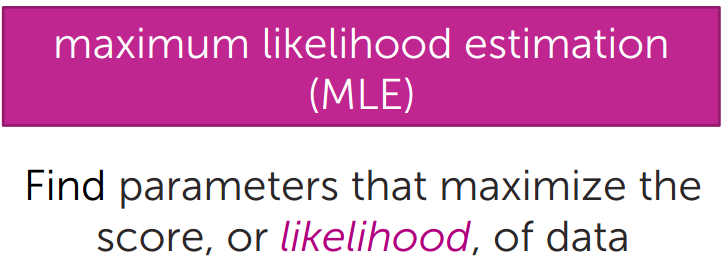 maximum likelihood estimation
(MLE)
Find parameters that maximize the
score, or likelihood, of data